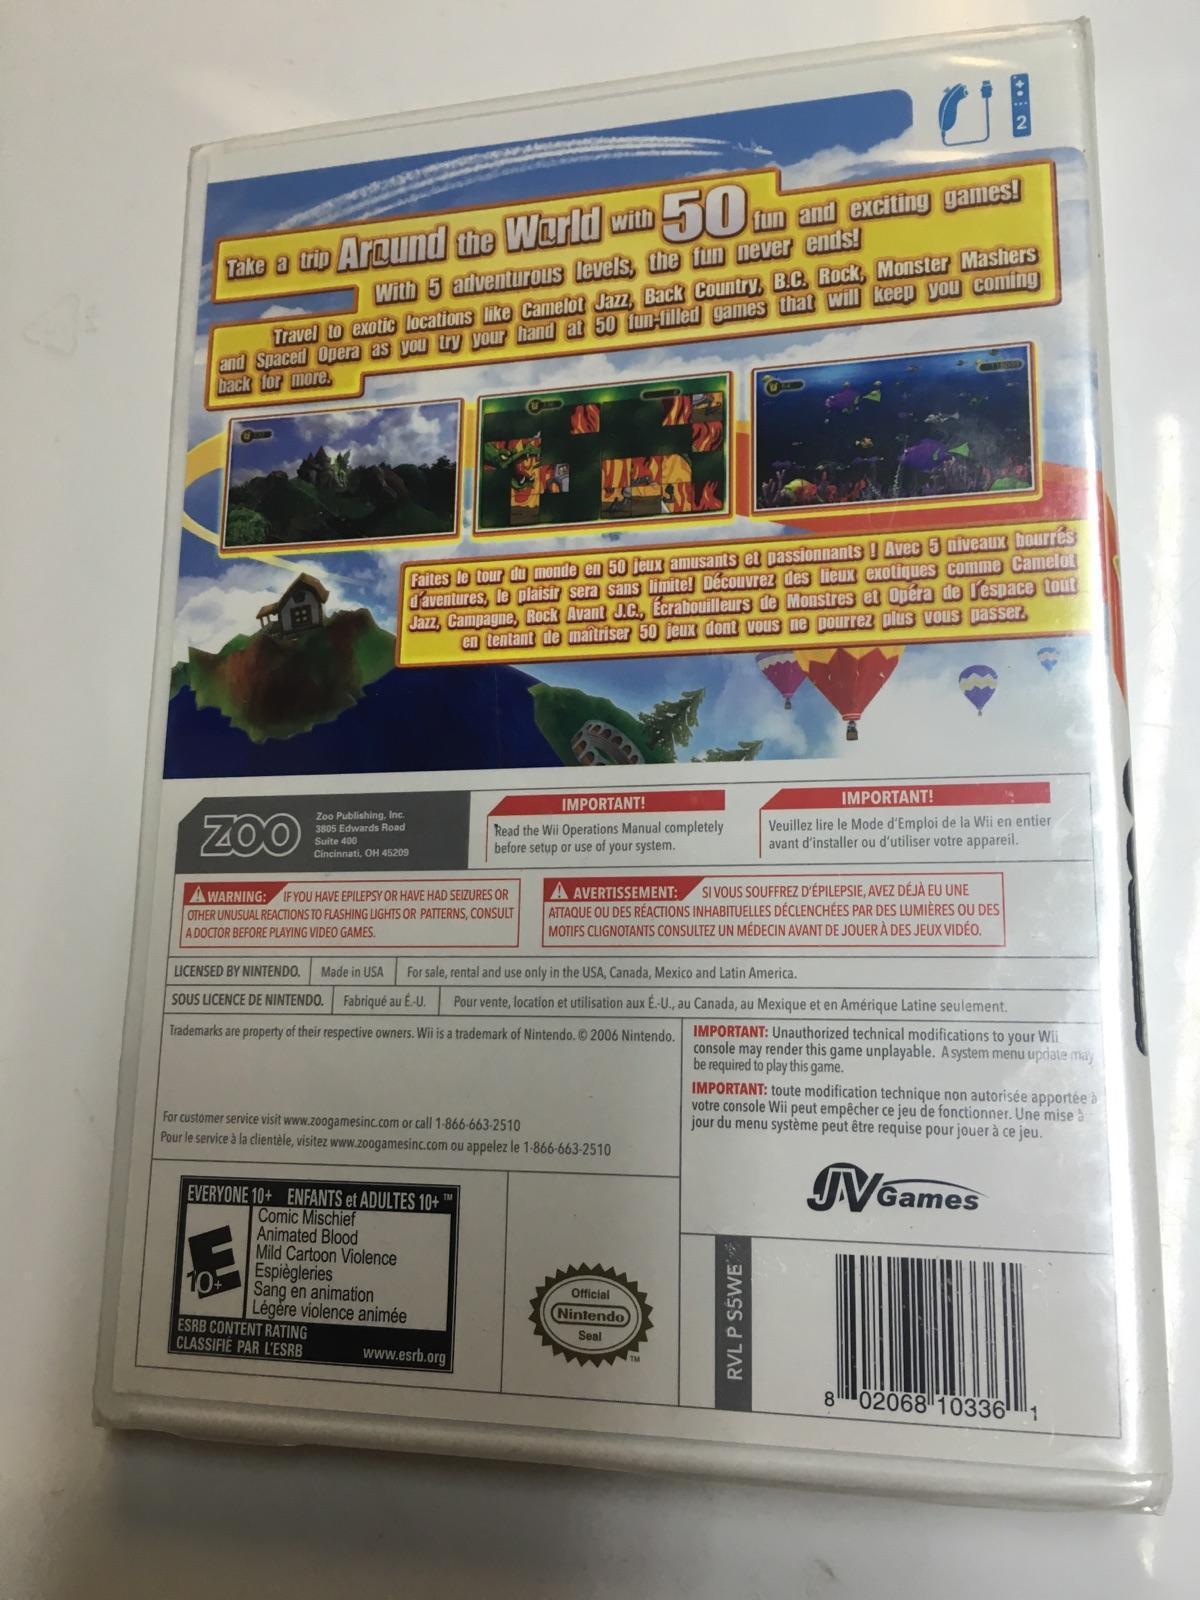 2
Take a trip Around the World with 50 fun and exciting games!
With 5 adventurous levels, the fun never ends!
Travel to exotic locations like Camelot Jazz, Back Country, B.C. Rock, Monster Mashers
and Spaced Opera as you try your hand at 50 fun-filled games that will keep you coming
back for more.
Faites le tour du monde en 50 jeux amusants et passionnants ! Avec 5 niveaux bourrés
d'aventures, le plaisir sera sans limite! Découvrez des lieux exotiques comme Camelot
Jazz, Campagne, Rock Avant J.C., Écrabouilleurs de Monstres et Opéra de l'espace tout
en tentant de maîtriser 50 jeux dont vous ne pourrez plus vous passer.
ZOO
Zoo Publishing, Inc.
3805 Edwards Road
Suite 400
Cincinnati, OH 45209
IMPORTANT!
Read the Wii Operations Manual completely
before setup or use of your system.
IMPORTANT!
Veuillez lire le Mode d'Emploi de la Wii en entier
avant d'installer ou d'utiliser votre appareil.
WARNING: IF YOU HAVE EPILEPSY OR HAVE HAD SEIZURES OR
OTHER UNUSUAL REACTIONS TO FLASHING LIGHTS OR PATTERNS, CONSULT
A DOCTOR BEFORE PLAYING VIDEO GAMES.
AVERTISSEMENT: SI VOUS SOUFFREZ D'ÉPILEPSIE, AVEZ DÉJÀ EU UNE
ATTAQUE OU DES RÉACTIONS INHABITUELLES DÉCLENCHÉES PAR DES LUMIÈRES OU DES
MOTIFS CLIGNOTANTS CONSULTEZ UN MÉDECIN AVANT DE JOUER À DES JEUX VIDÉO.
LICENSED BY NINTENDO. Made in USA For sale, rental and use only in the USA, Canada, Mexico and Latin America.
SOUS LICENCE DE NINTENDO. Fabriqué au É.-U. Pour vente, location et utilisation aux É.-U., au Canada, au Mexique et en Amérique Latine seulement.
Trademarks are property of their respective owners. Wii is a trademark of Nintendo. © 2006 Nintendo.
For customer service visit www.zoogamesinc.com or call 1-866-663-2510
Pour le service à la clientèle, visitez www.zoogamesinc.com ou appelez le 1-866-663-2510
IMPORTANT: Unauthorized technical modifications to your Wii
console may render this game unplayable. A system menu update may
be required to play this game.
IMPORTANT: toute modification technique non autorisée apportée à
votre console Wii peut empêcher ce jeu de fonctionner. Une mise à
jour du menu système peut être requise pour jouer à ce jeu.
JV Games
EVERYONE 10+ ENFANTS et ADULTES 10+ ™
E
10+
Comic Mischief
Animated Blood
Mild Cartoon Violence
Espiègleries
Sang en animation
Légère violence animée
ESRB CONTENT RATING
CLASSIFIÉ PAR L'ESRB
www.esrb.org
Official
Nintendo
Seal
TM
RVL P S5WE
8 02068 10336 1